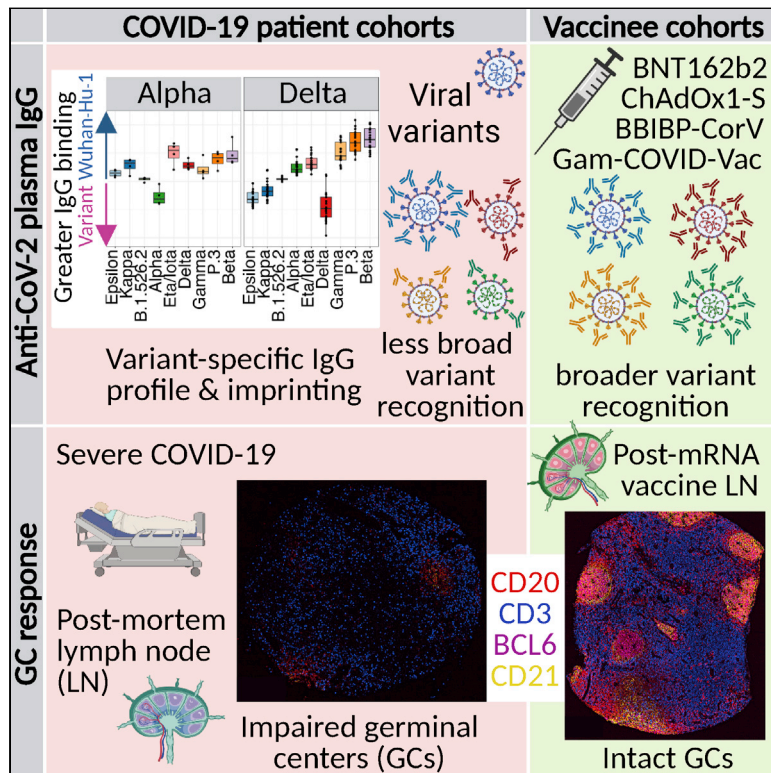 COVID-19 patient cohorts
Vaccinee cohorts
Anti-CoV-2 plasma IgG
Greater IgG binding
Variant Wuhan-Hu-1
Alpha
Delta
Epsilon
Kappa
B.1.526.2
Alpha
Eta/Iota
Delta
Gamma
P.3
Beta
Epsilon
Kappa
B.1.526.2
Alpha
Eta/Iota
Delta
Gamma
P.3
Beta
Variant-specific IgG
profile & imprinting
Viral
variants
less broad
variant
recognition
BNT162b2
ChAdOx1-S
BBIBP-CorV
Gam-COVID-Vac
broader variant
recognition
GC response
Severe COVID-19
Post-mortem
lymph node
(LN)
Impaired germinal
centers (GCs)
CD20
CD3
BCL6
CD21
Post-mRNA
vaccine LN
Intact GCs